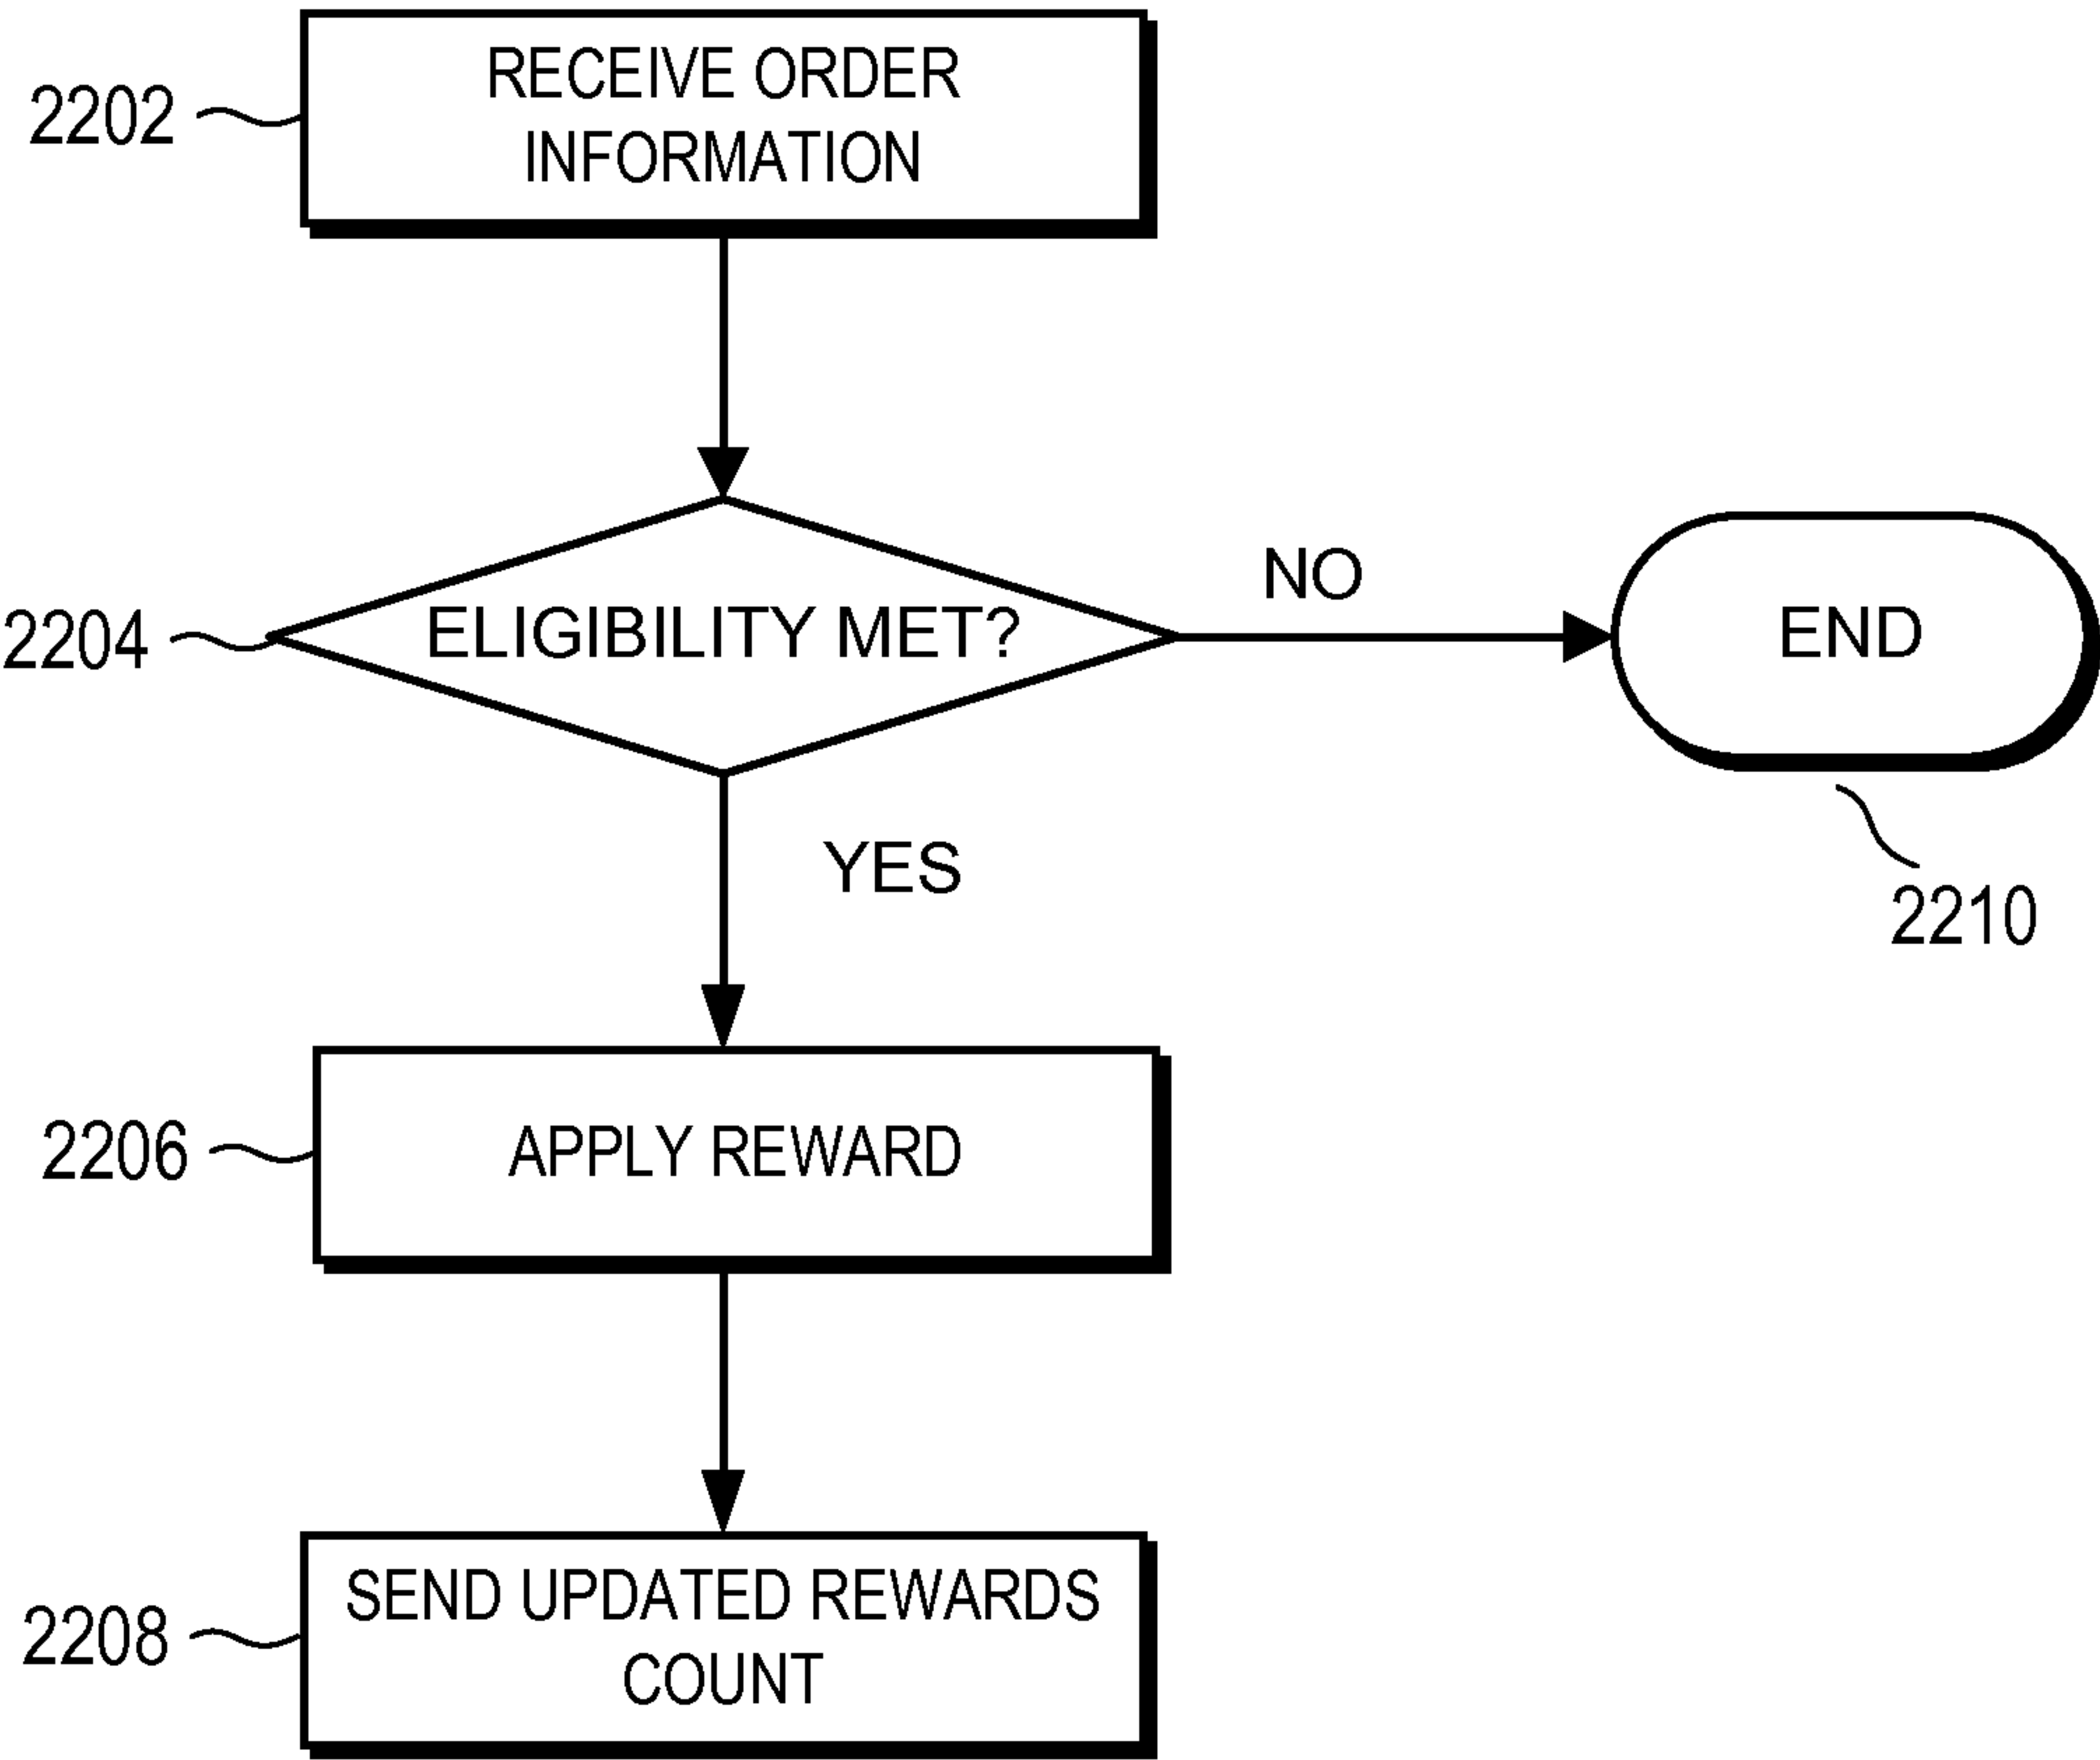 2202
RECEIVE ORDER
INFORMATION
2204
ELIGIBILITY MET?
NO
END
YES
2210
2206
APPLY REWARD
2208
SEND UPDATED REWARDS
COUNT